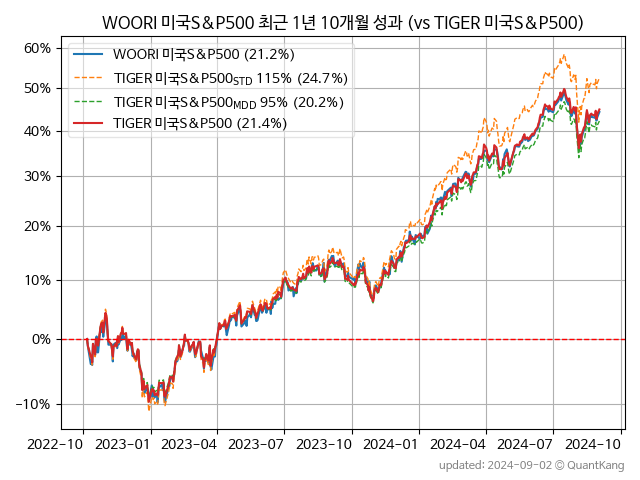 WOORI 미국S&P500 최근 1년 10개월 성과 (vs TIGER 미국S&P500)
60%
50%
40%
30%
20%
10%
0%
−10%
WOORI 미국S&P500 (21.2%)
TIGER 미국S&P500STD 115% (24.7%)
TIGER 미국S&P500MDD 95% (20.2%)
TIGER 미국S&P500 (21.4%)
2022-10 2023-01 2023-04 2023-07 2023-10 2024-01 2024-04 2024-07 2024-10
updated: 2024-09-02 © QuantKang